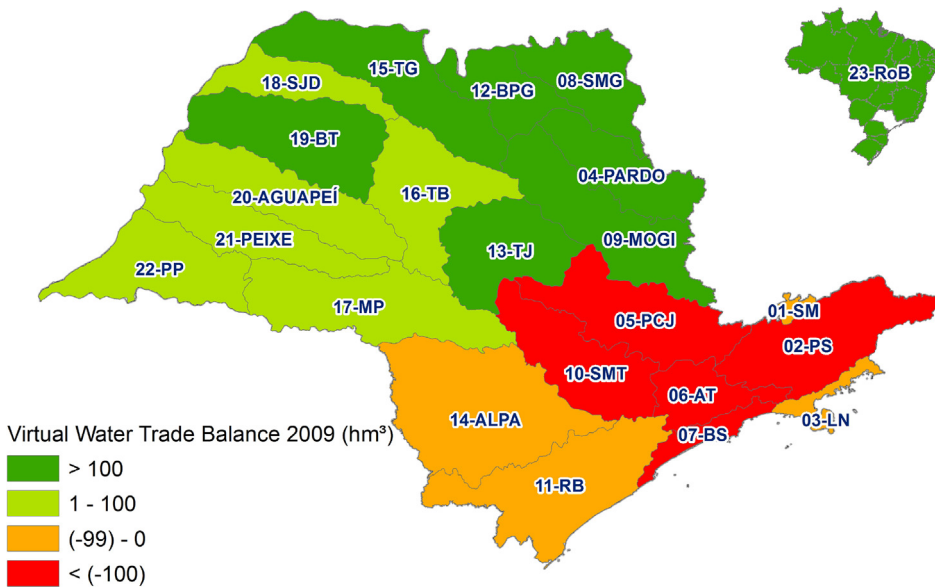 15-TG
12-BPG
08-SMG
23-RoB
18-SJD
19-BT
04-PARDO
20-AGUAPEÍ
16-TB
21-PEIXE
13-TJ
09-MOGI
22-PP
17-MP
05-PCJ
01-SM
02-PS
10-SMT
06-AT
14-ALPA
03-LN
07-BS
11-RB
Virtual Water Trade Balance 2009 (hm³)
> 100
1 - 100
(-99) - 0
< (-100)